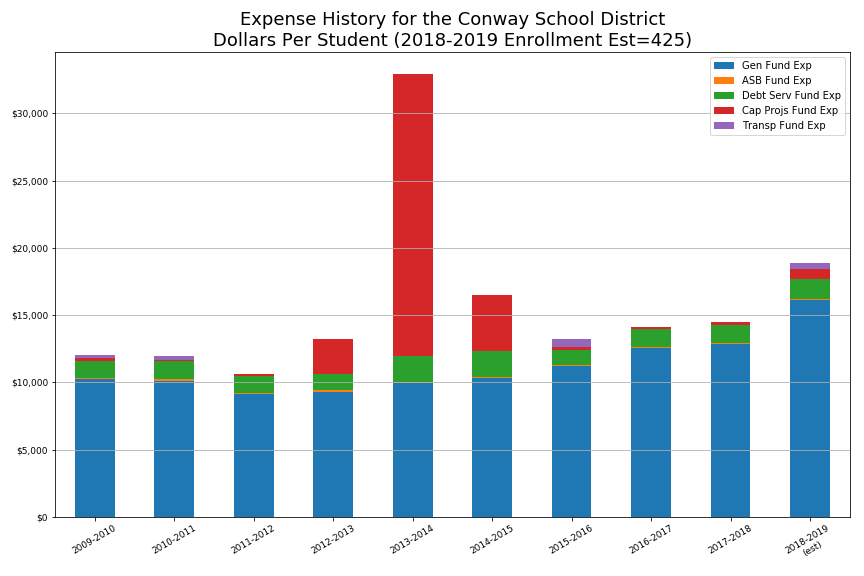 Expense History for the Conway School District
Dollars Per Student (2018-2019 Enrollment Est=425)
Gen Fund Exp
ASB Fund Exp
Debt Serv Fund Exp
Cap Projs Fund Exp
Transp Fund Exp
$30,000
$25,000
$20,000
$15,000
$10,000
$5,000
$0
2009-2010
2010-2011
2011-2012
2012-2013
2013-2014
2014-2015
2015-2016
2016-2017
2017-2018
2018-2019
(est)